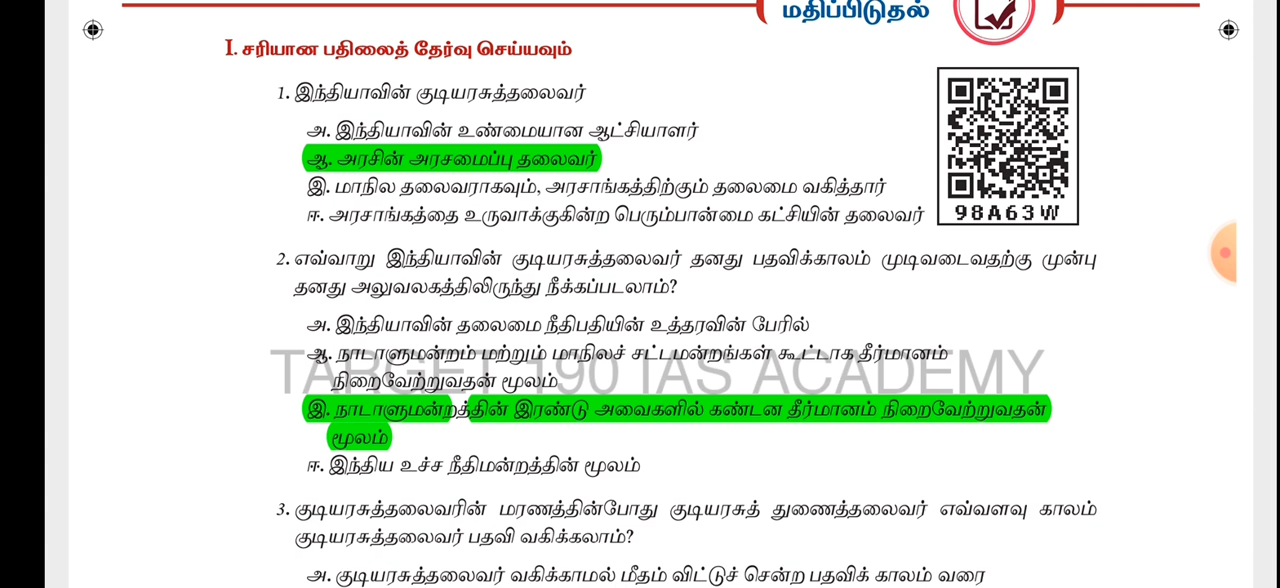 மதிப்பிடுதல்
I. சரியான பதிலைத் தேர்வு செய்யவும்
1. இந்தியாவின் குடியரசுத்தலைவர்
அ. இந்தியாவின் உண்மையான ஆட்சியாளர்
ஆ. அரசின் அரசமைப்பு தலைவர்
இ. மாநில தலைவராகவும், அரசாங்கத்திற்கும் தலைமை வகித்தார்
ஈ. அரசாங்கத்தை உருவாக்குகின்ற பெரும்பான்மை கட்சியின் தலைவர்
98A63W
2. எவ்வாறு இந்தியாவின் குடியரசுத்தலைவர் தனது பதவிக்காலம் முடிவடைவதற்கு முன்பு
தனது அலுவலகத்திலிருந்து நீக்கப்படலாம்?
அ. இந்தியாவின் தலைமை நீதிபதியின் உத்தரவின் பேரில்
ஆ. நாடாளுமன்றம் மற்றும் மாநிலச் சட்டமன்றங்கள் கூட்டாக தீர்மானம்
TARGET 190 IAS ACADEMY
நிறைவேற்றுவதன் மூலம்
இ. நாடாளுமன்றத்தின் இரண்டு அவைகளில் கண்டன தீர்மானம் நிறைவேற்றுவதன்
மூலம்
ஈ. இந்திய உச்ச நீதிமன்றத்தின் மூலம்
3. குடியரசுத்தலைவரின் மரணத்தின்போது குடியரசுத் துணைத்தலைவர் எவ்வளவு காலம்
குடியரசுத்தலைவர் பதவி வகிக்கலாம்?
அ. குடியரசுத்தலைவர் வகிக்காமல் மீதம் விட்டுச் சென்ற பதவிக் காலம் வரை